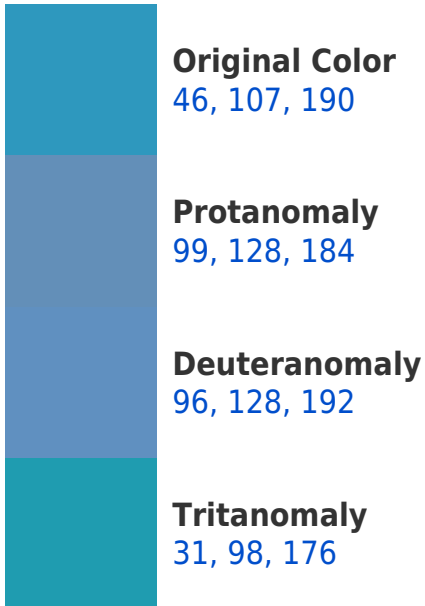 Original Color
46, 107, 190
Protanomaly
99, 128, 184
Deuteranomaly
96, 128, 192
Tritanomaly
31, 98, 176